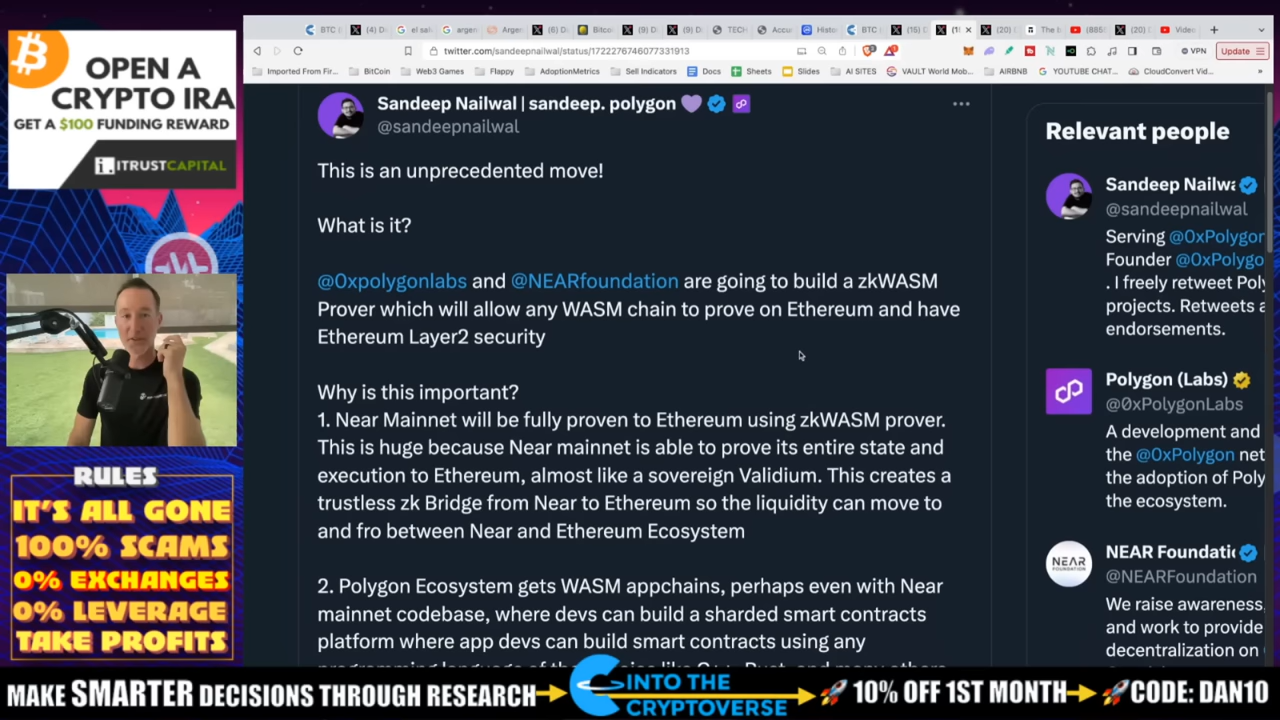 OPEN A
CRYPTO IRA
GET A $100 FUNDING REWARD
i. ITRUSTCAPITAL
RULES
IT'S ALL GONE
100% SCAMS
0% EXCHANGES
0% LEVERAGE
TAKE PROFITS
twitter.com/sandeepnailwal/status/1722276746077331913
VPN
Update
Imported From Fir...
BitCoin
Web3 Games
Flappy
AdoptionMetrics
Sell Indicators
Docs
Sheets
Slides
AI SITES
VAULT World Mob...
AIRBNB
YOUTUBE CHAT...
CloudConvert Vid...
Sandeep Nailwal | sandeep. polygon
@sandeepnailwal
This is an unprecedented move!
What is it?
@0xpolygonlabs and @NEARfoundation are going to build a zkWASM
Prover which will allow any WASM chain to prove on Ethereum and have
Ethereum Layer2 security
Why is this important?
1. Near Mainnet will be fully proven to Ethereum using zkWASM prover.
This is huge because Near mainnet is able to prove its entire state and
execution to Ethereum, almost like a sovereign Validium. This creates a
trustless zk Bridge from Near to Ethereum so the liquidity can move to
and fro between Near and Ethereum Ecosystem
2. Polygon Ecosystem gets WASM appchains, perhaps even with Near
mainnet codebase, where devs can build a sharded smart contracts
platform where app devs can build smart contracts using any
Relevant people
Sandeep Nailwa
@sandeepnailwal
Serving @0xPolygon
Founder @0xPolygo
. I freely retweet Poly
projects. Retweets a
endorsements.
Polygon (Labs)
@0xPolygonLabs
A development and
the @0xPolygon net
the adoption of Poly
the ecosystem.
NEAR
NEAR Foundatic
@NEARFoundation
We raise awareness,
and work to provide
decentralization on
MAKE SMARTER DECISIONS THROUGH RESEARCH
INTO THE
CRYPTOVERSE
10% OFF 1ST MONTH
CODE: DAN10